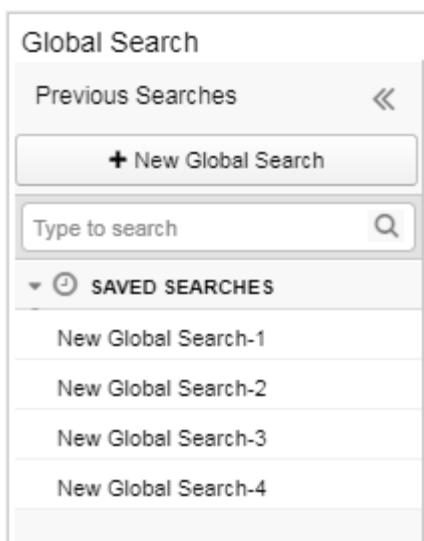 Global Search
Previous Searches
+ New Global Search
Type to search
SAVED SEARCHES
New Global Search-1
New Global Search-2
New Global Search-3
New Global Search-4